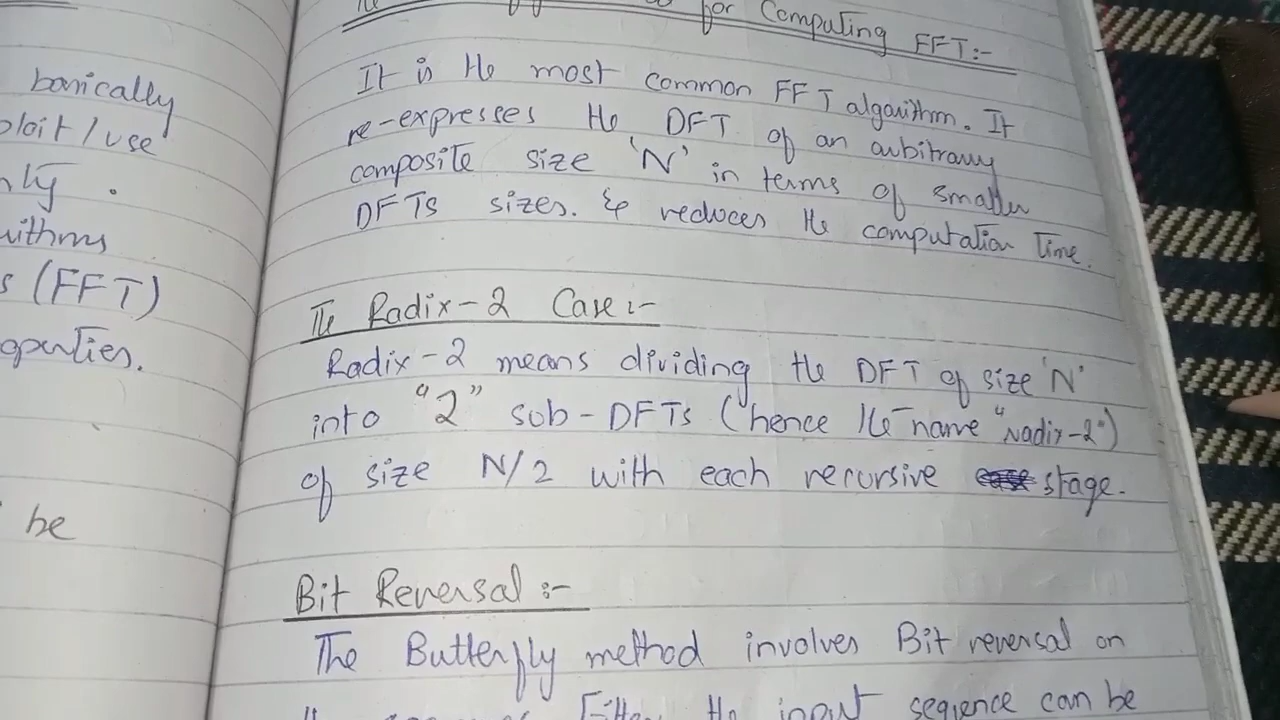 basically
ploit/use
nly.
rithms
s (FFT)
operties.
be
for Computing FFT:-
It is the most common FFT algorithm. It
re-expresses the DFT of an arbitrary
composite size 'N' in terms of smaller
DFTs sizes. & reduces the computation time.
The Radix-2 Case:-
Radix-2 means dividing the DFT of size 'N'
into "2" sub-DFTs (hence the name "radix-2")
of size N/2 with each recursive stage.
Bit Reversal :-
The Butterfly method involves Bit reversal on
the input seqience can be